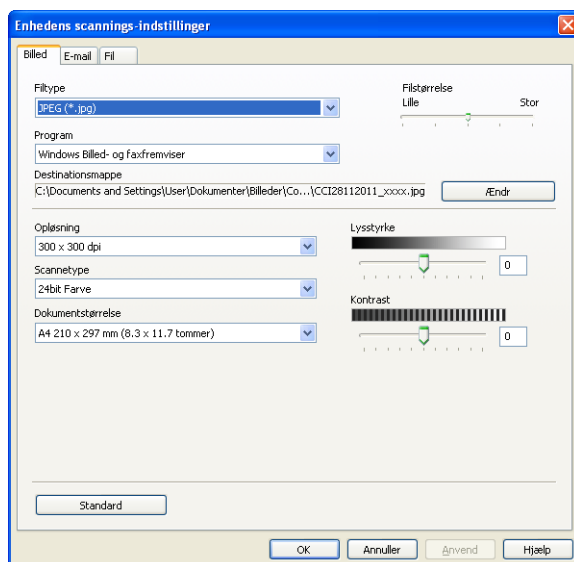 Enhedens scannings-indstillinger
Billed E-mail Fil
Filtype
JPEG (*.jpg)
Filstørrelse
Lille Stor
Program
Windows Billed- og faxfremviser
Destinationsmappe
C:\Documents and Settings\User\Dokumenter\Billeder\Co...\CCI28112011_xxxx.jpg
Ændr
Opløsning
300 x 300 dpi
Lysstyrke
0
Scannetype
24bit Farve
Kontrast
0
Dokumentstørrelse
A4 210 x 297 mm (8.3 x 11.7 tommer)
Standard
OK Annuller Anvend Hjælp